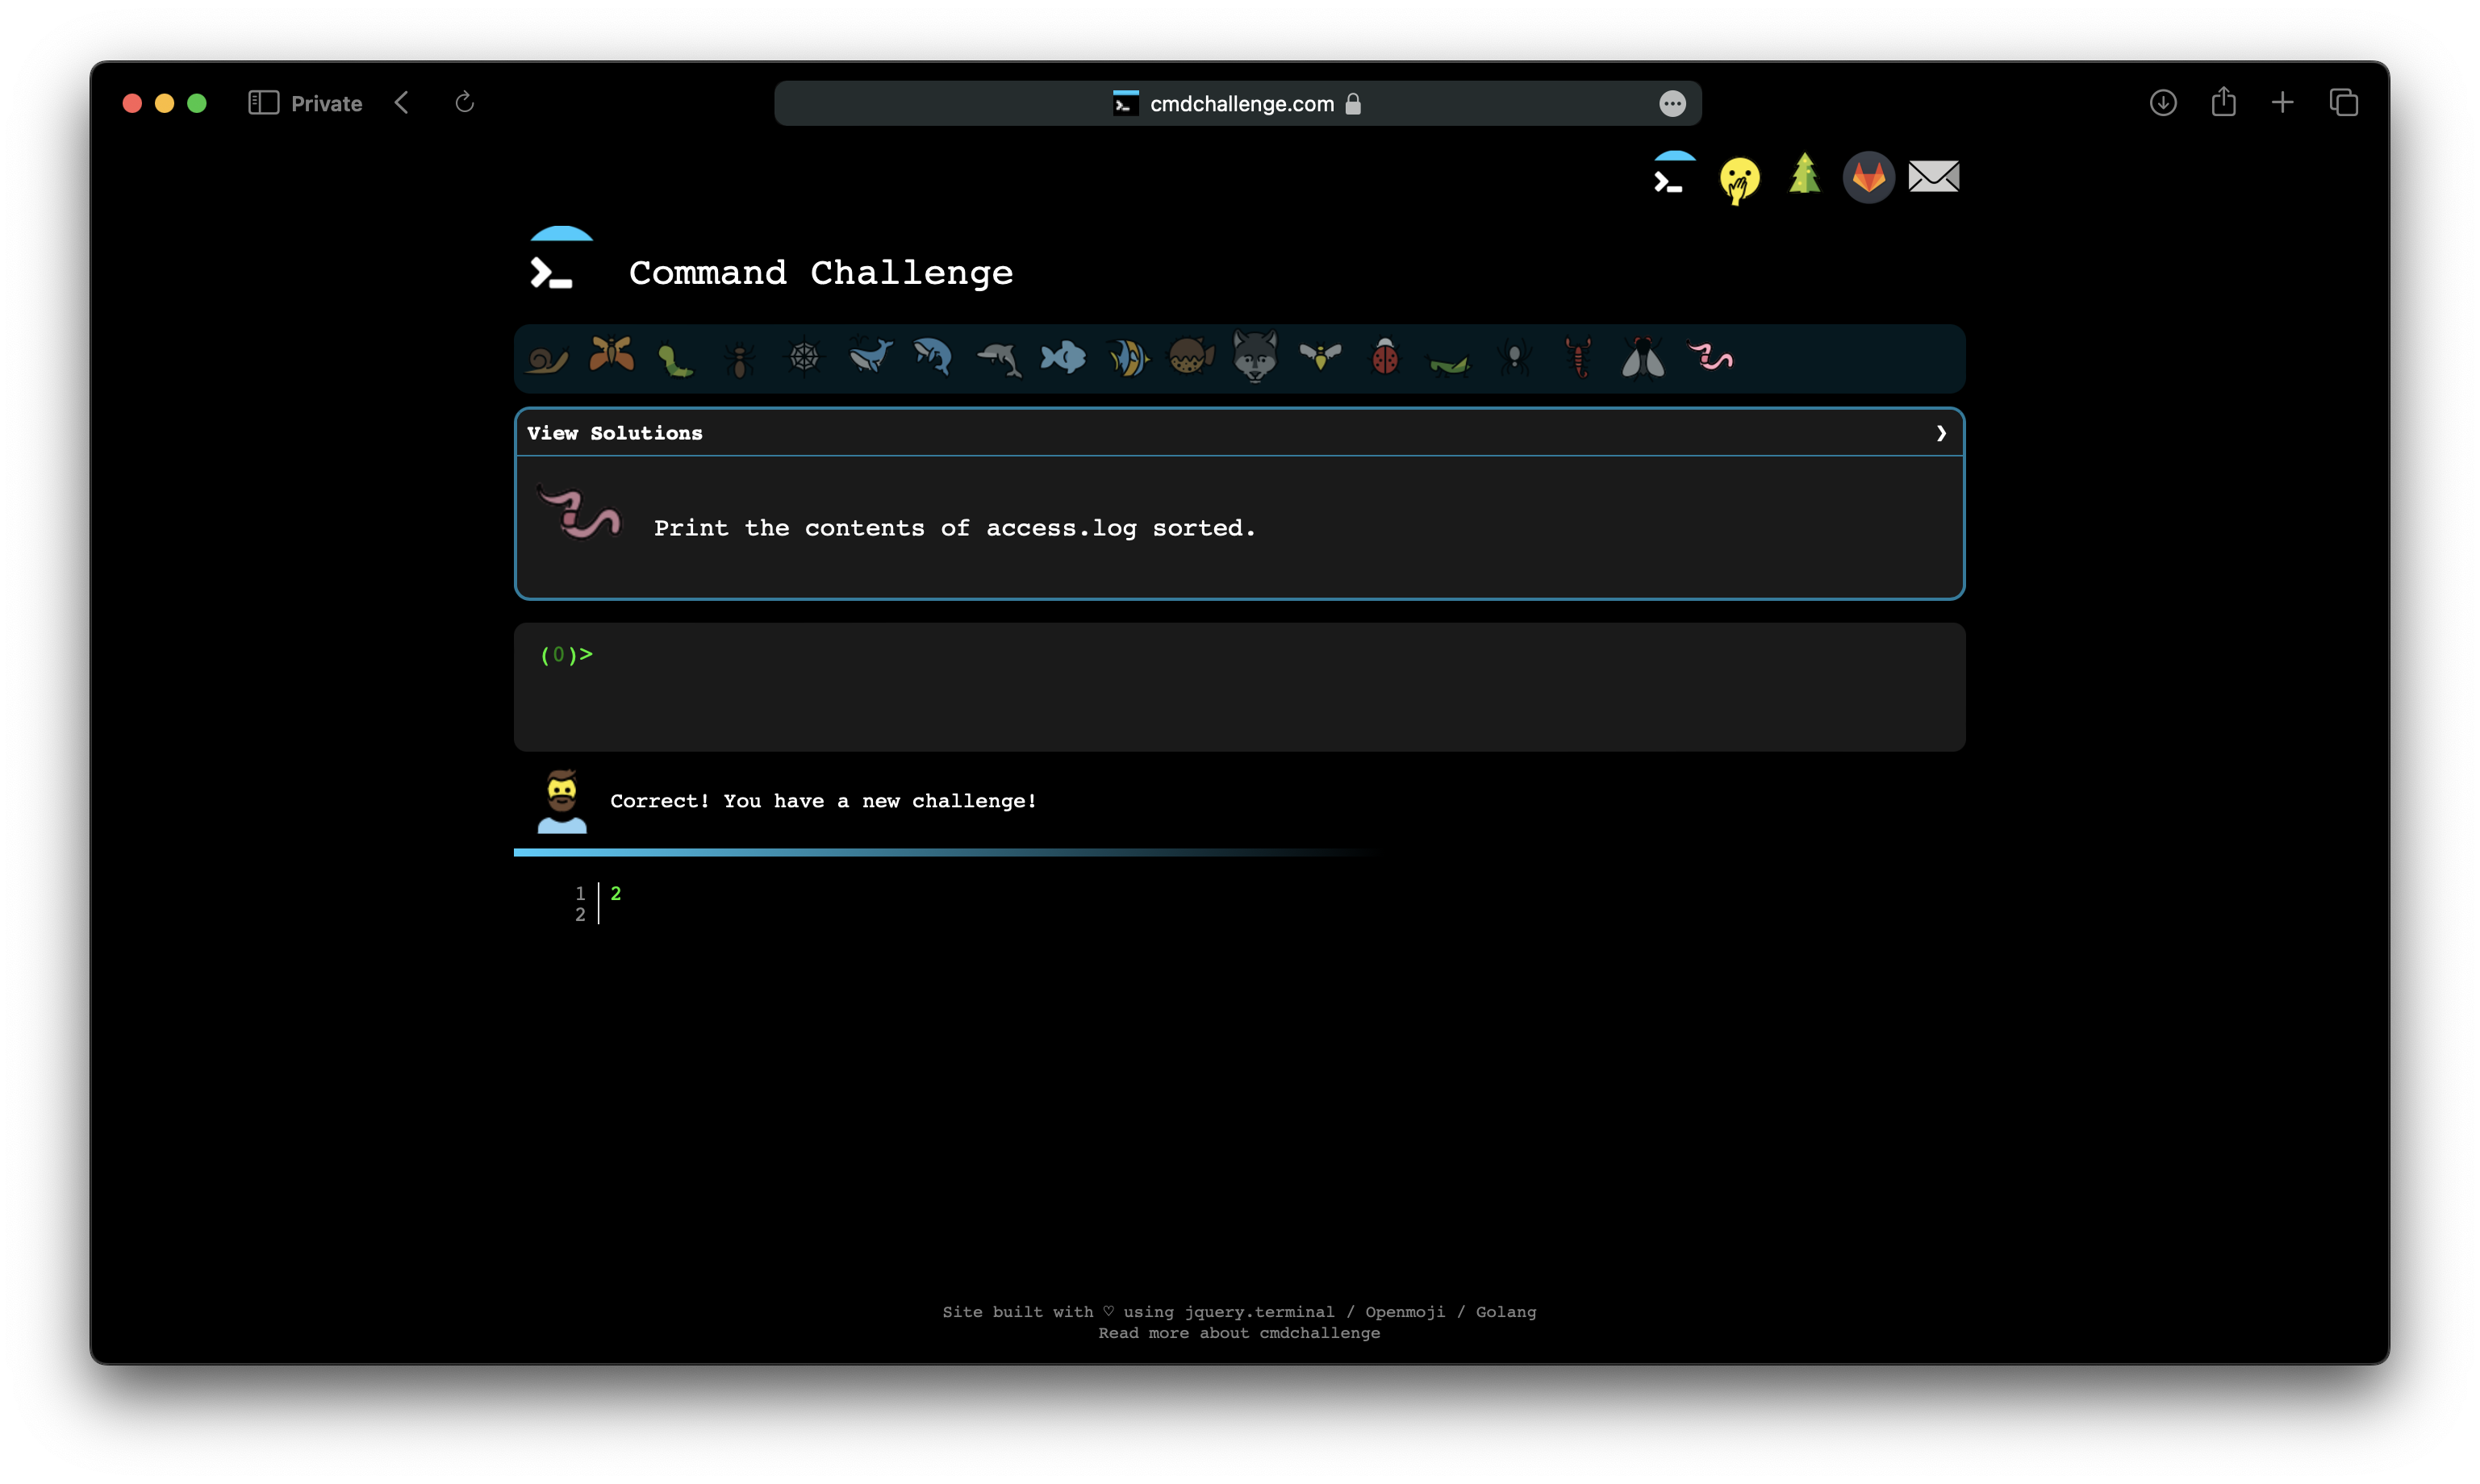 Private
cmdchallenge.com
Command Challenge
View Solutions
Print the contents of access.log sorted.
(0)>
Correct! You have a new challenge!
1 2
2
Site built with ♡ using jquery.terminal / Openmoji / Golang
Read more about cmdchallenge